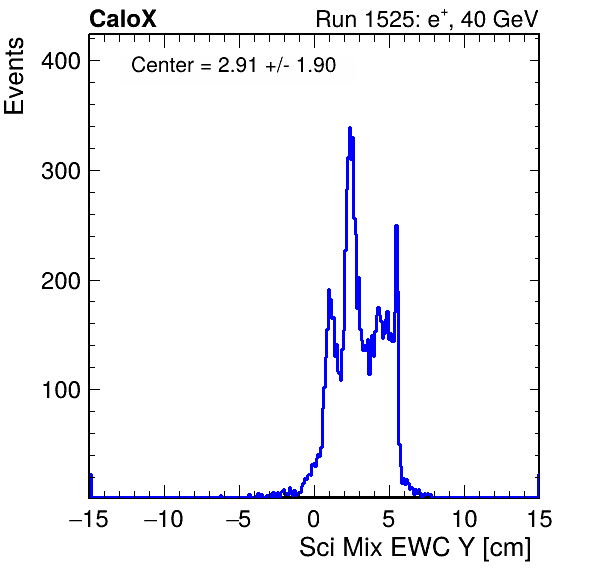 CaloX Run 1525: e+, 40 GeV
Center = 2.91 +/- 1.90
Events
400
300
200
100
−15 −10 −5 0 5 10 15
Sci Mix EWC Y [cm]